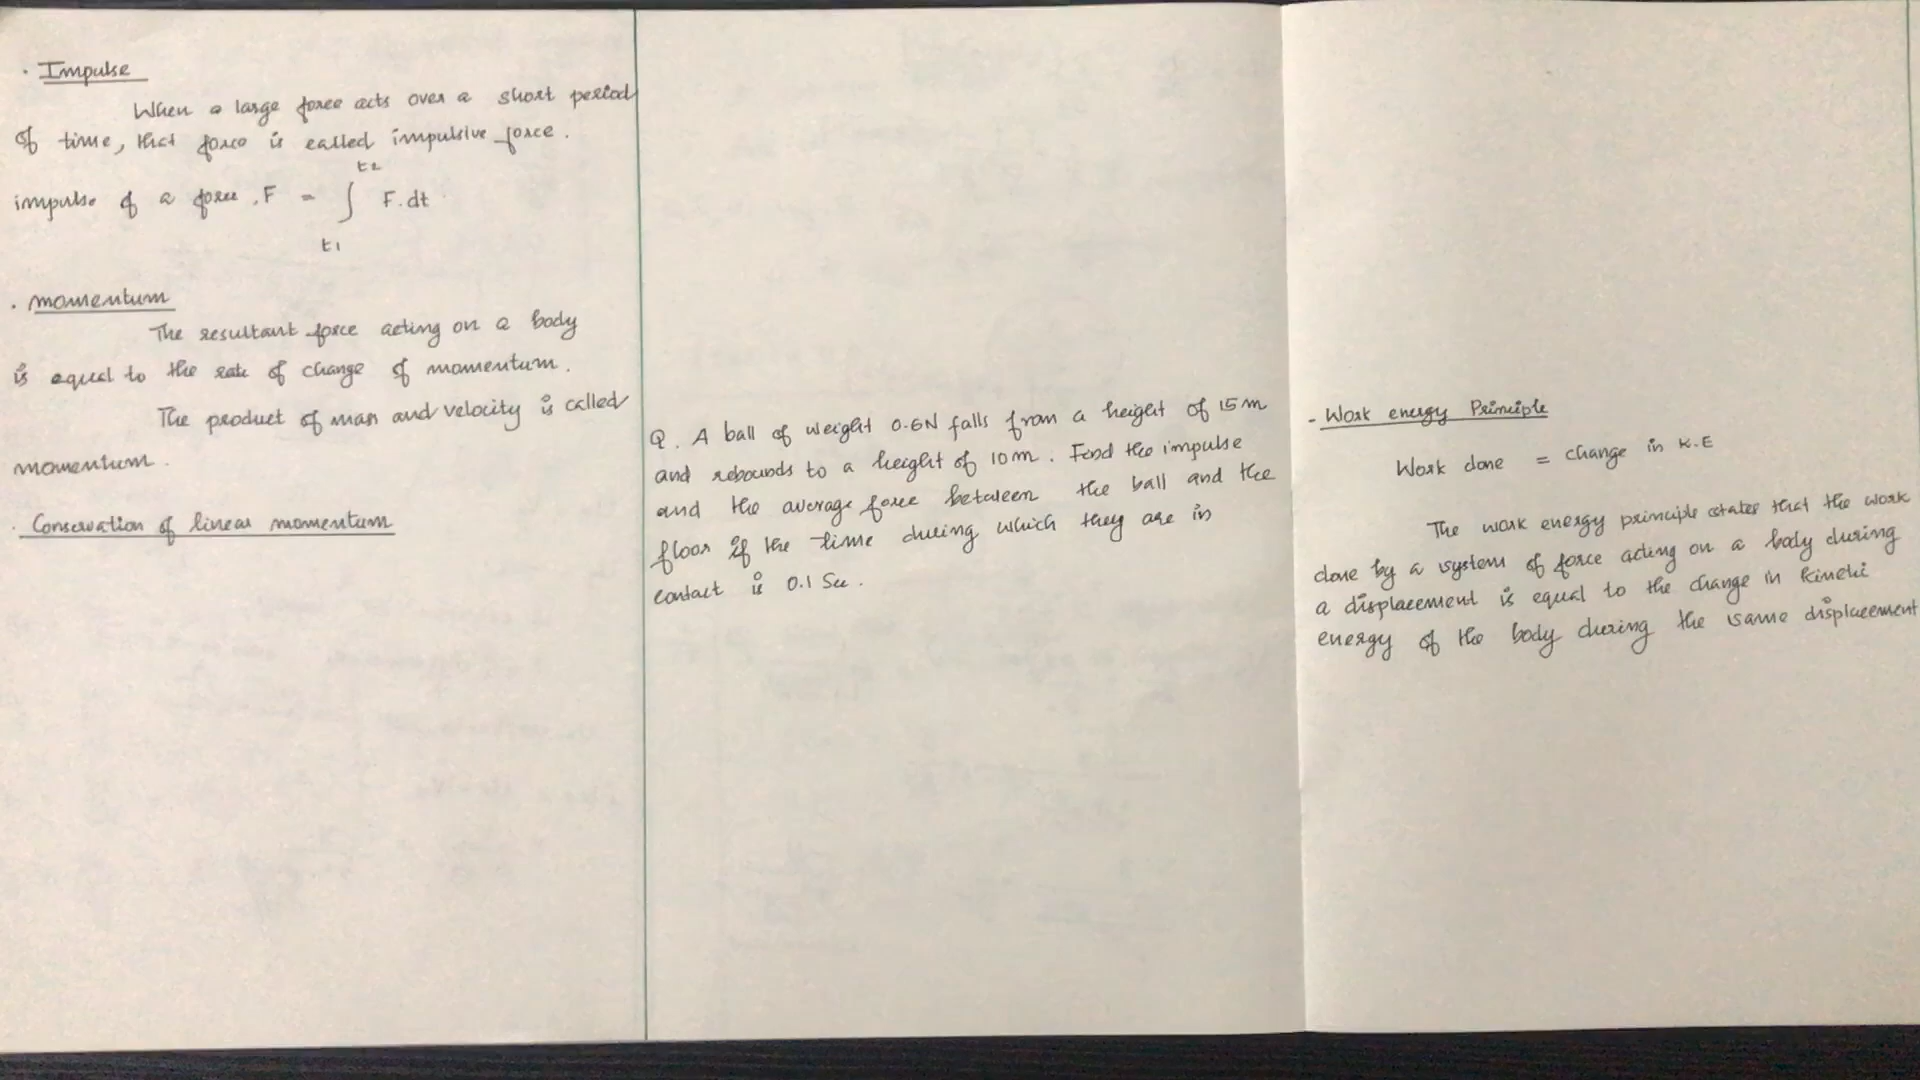 . Impulse
When a large force acts over a short period
of time, that force is called impulsive force.
impulse of a force, F = ∫ F.dt
t2
t1
. momentum
The resultant force acting on a body
is equal to the rate of change of momentum.
The product of mass and velocity is called
momentum.
. Conservation of linear momentum
Q. A ball of weight 0.6N falls from a height of 15m
and rebounds to a height of 10m. Find the impulse
and the average force between the ball and the
floor if the time during which they are in
contact is 0.1 Sec.
- Work energy Principle
Work done = change in K.E
The work energy principle states that the work
done by a system of force acting on a body during
a displacement is equal to the change in kinetic
energy of the body during the same displacement